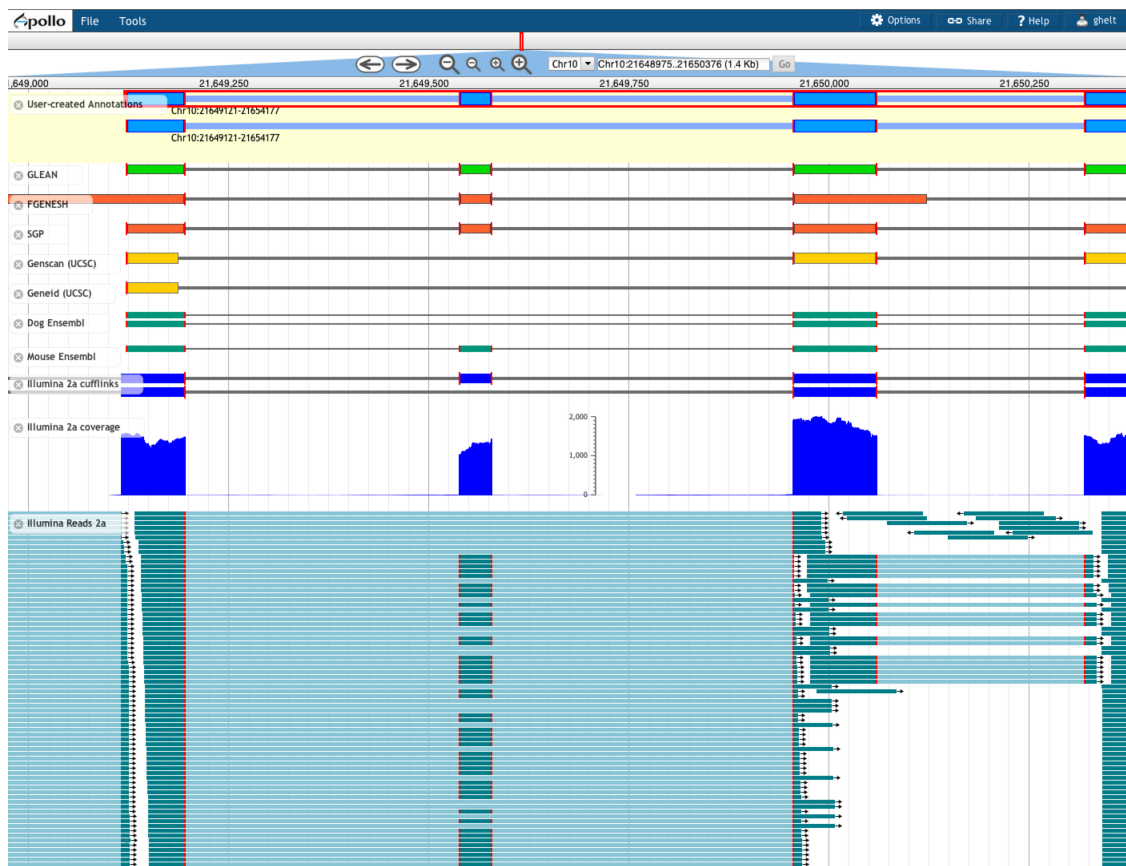 Apollo File Tools Options Share ? Help ghelt
Chr10 Chr10:21648975..21650376 (1.4 Kb) Go
,649,000 21,649,250 21,649,500 21,649,750 21,650,000 21,650,250
User-created Annotations
Chr10:21649121-21654177
Chr10:21649121-21654177
GLEAN
FGENESH
SGP
Genscan (UCSC)
Geneid (UCSC)
Dog Ensembl
Mouse Ensembl
Illumina 2a cufflinks
Illumina 2a coverage
2,000
1,000
0
Illumina Reads 2a